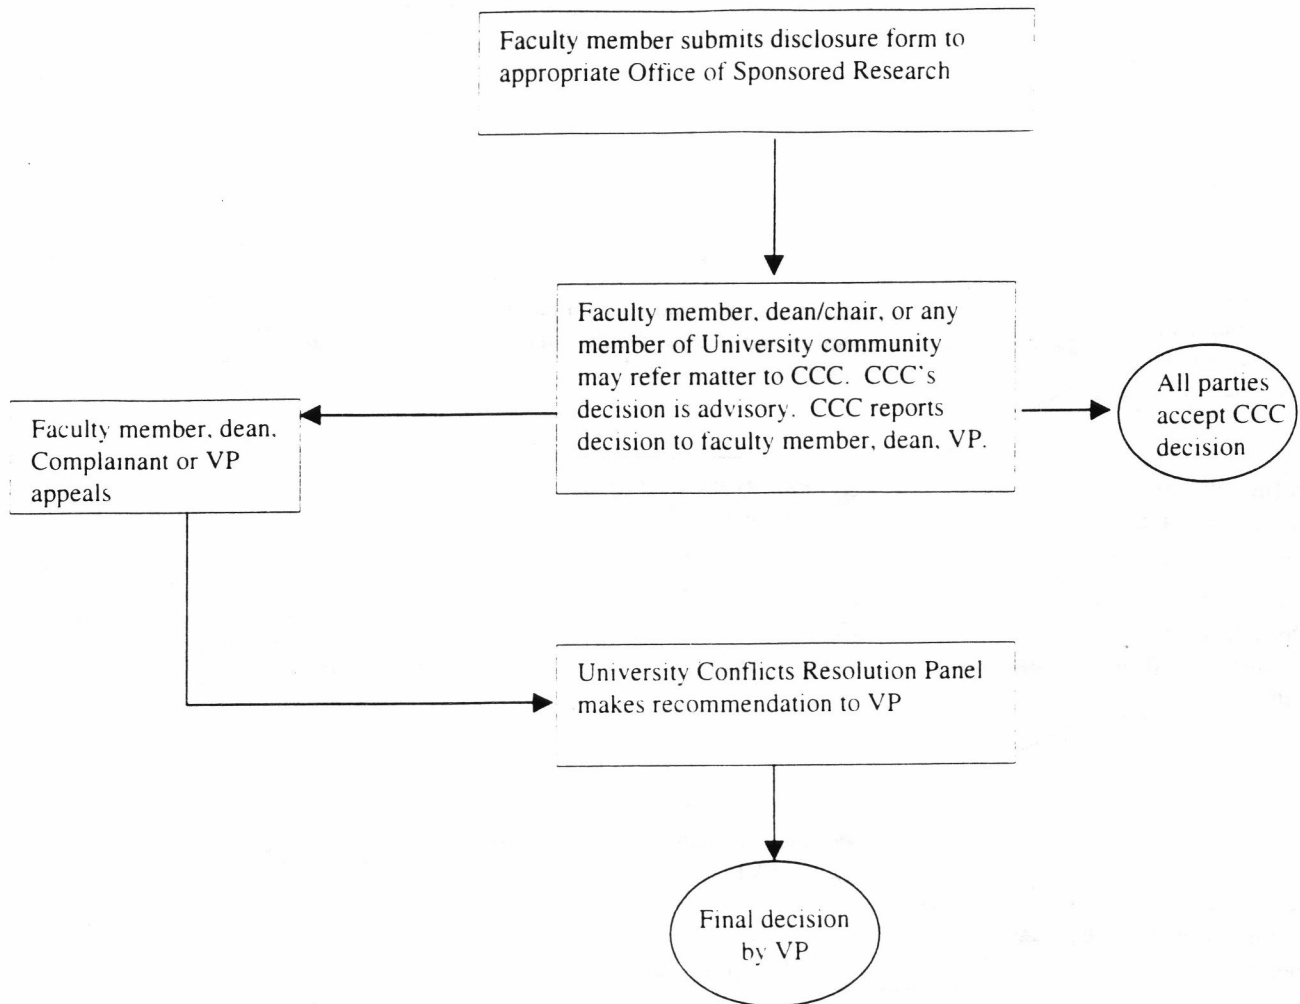 Faculty member submits disclosure form to
appropriate Office of Sponsored Research
Faculty member, dean/chair, or any
member of University community
may refer matter to CCC. CCC's
decision is advisory. CCC reports
decision to faculty member, dean, VP.
All parties
accept CCC
decision
Faculty member, dean,
Complainant or VP
appeals
University Conflicts Resolution Panel
makes recommendation to VP
Final decision
by VP